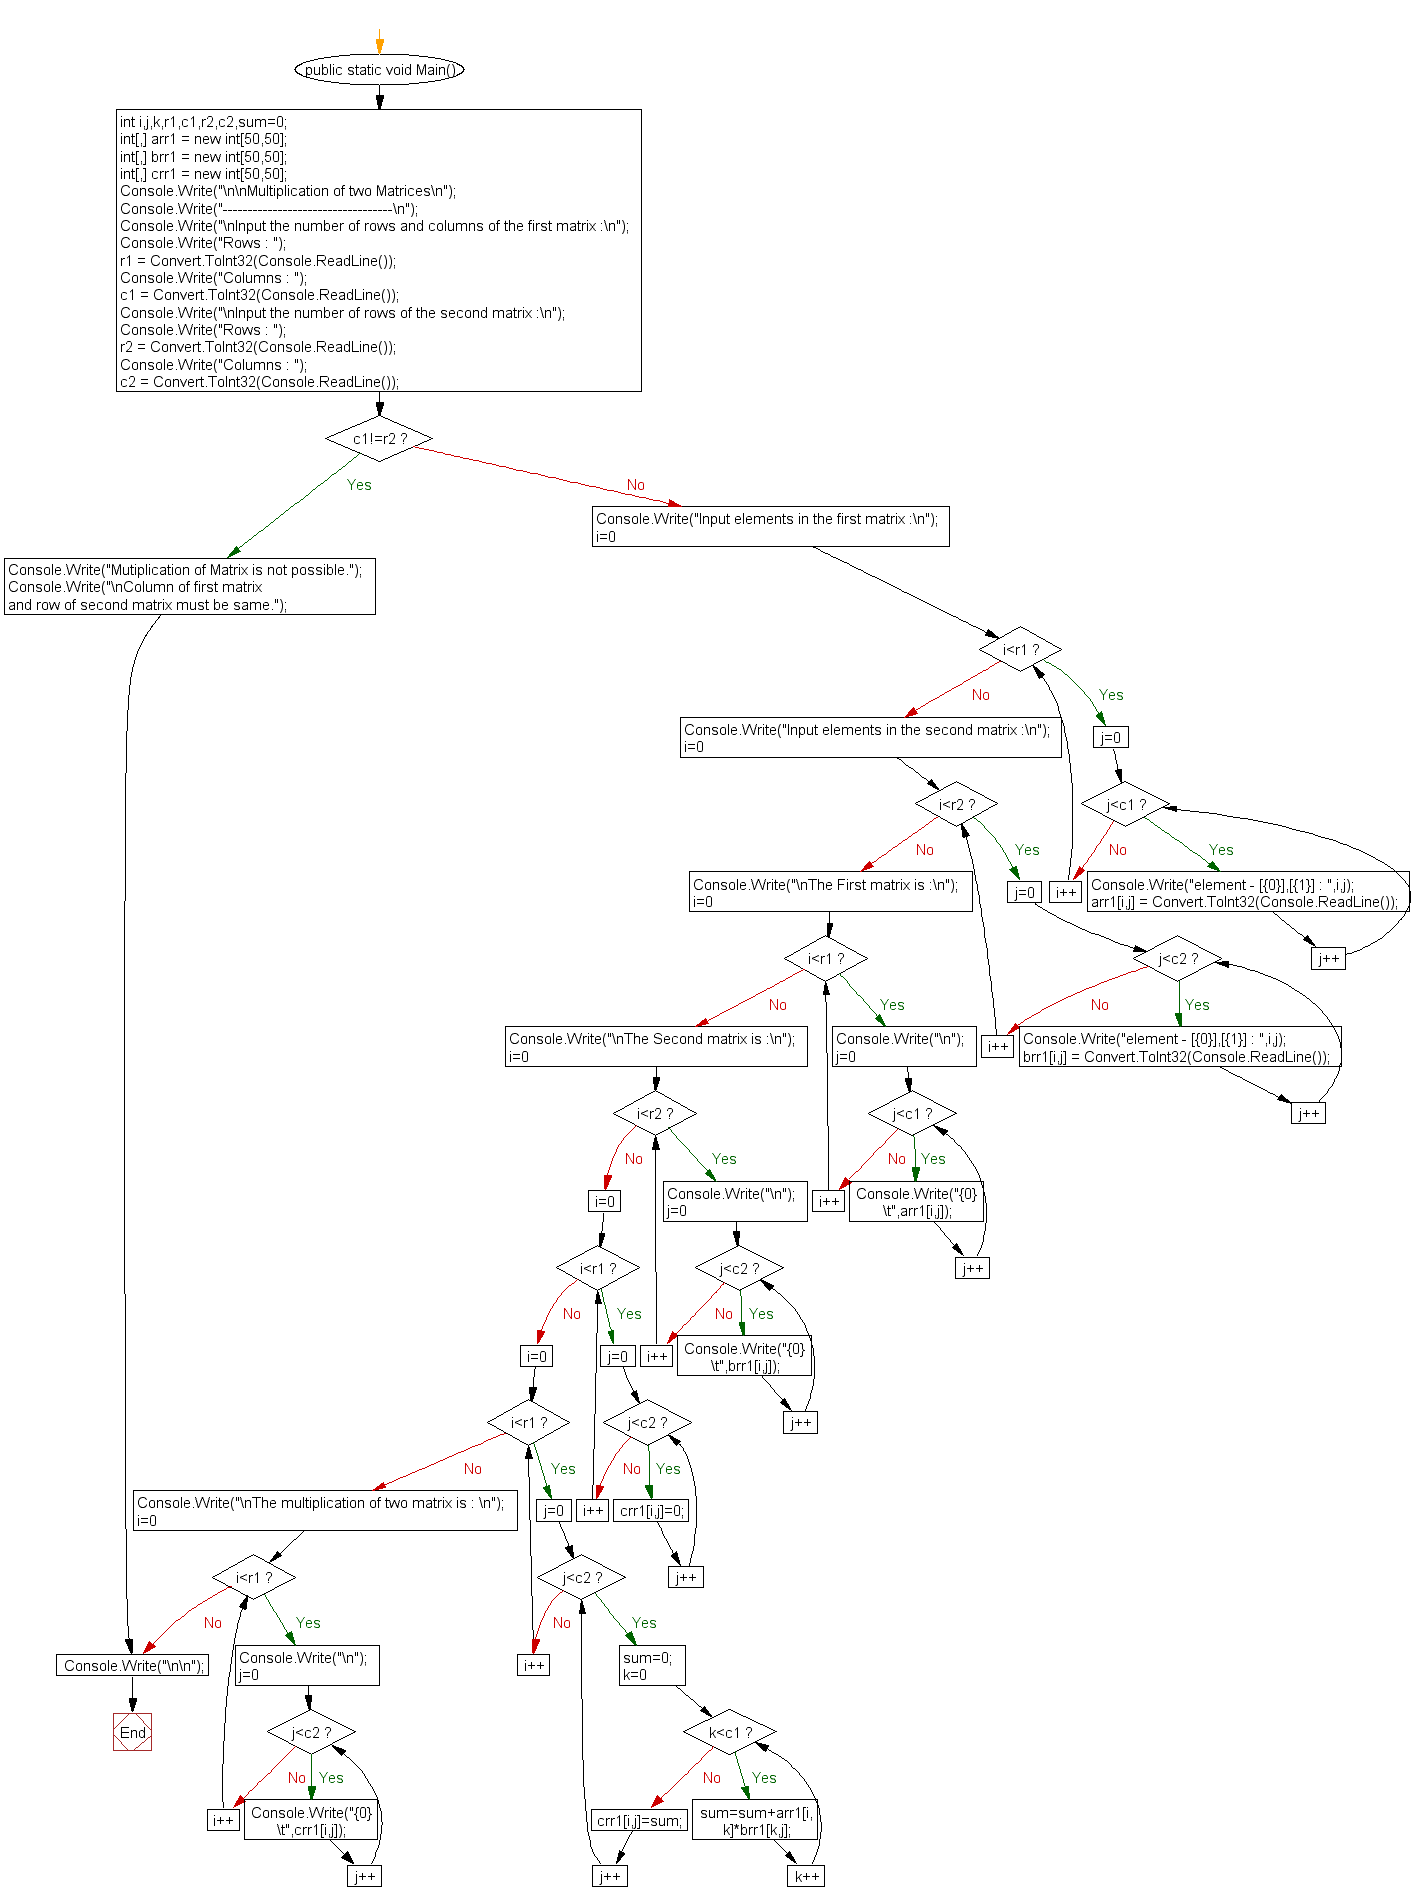 public static void Main()
int i,j,k,r1,c1,r2,c2,sum=0;
int[,] arr1 = new int[50,50];
int[,] brr1 = new int[50,50];
int[,] crr1 = new int[50,50];
Console.Write("\n\nMultiplication of two Matrices\n");
Console.Write("----------------------------------\n");
Console.Write("\nInput the number of rows and columns of the first matrix :\n");
Console.Write("Rows : ");
r1 = Convert.ToInt32(Console.ReadLine());
Console.Write("Columns : ");
c1 = Convert.ToInt32(Console.ReadLine());
Console.Write("\nInput the number of rows of the second matrix :\n");
Console.Write("Rows : ");
r2 = Convert.ToInt32(Console.ReadLine());
Console.Write("Columns : ");
c2 = Convert.ToInt32(Console.ReadLine());
c1!=r2 ?
Yes
No
Console.Write("Input elements in the first matrix :\n");
i=0
Console.Write("Mutiplication of Matrix is not possible.");
Console.Write("\nColumn of first matrix
and row of second matrix must be same.");
i<r1 ?
No
Yes
Console.Write("Input elements in the second matrix :\n");
i=0
j=0
i<r2 ?
j<c1 ?
No
Yes
No
Yes
Console.Write("\nThe First matrix is :\n");
i=0
j=0
i++
Console.Write("element - [{0}],[{1}] : ",i,j);
arr1[i,j] = Convert.ToInt32(Console.ReadLine());
i<r1 ?
j<c2 ?
j++
No
Yes
No
Yes
Console.Write("\nThe Second matrix is :\n");
i=0
Console.Write("\n");
j=0
i++
Console.Write("element - [{0}],[{1}] : ",i,j);
brr1[i,j] = Convert.ToInt32(Console.ReadLine());
i<r2 ?
j<c1 ?
j++
No
Yes
No
Yes
i=0
Console.Write("\n");
j=0
i++
Console.Write("{0}
\t",arr1[i,j]);
i<r1 ?
j<c2 ?
j++
No
Yes
No
Yes
i=0
j=0
i++
Console.Write("{0}
\t",brr1[i,j]);
i<r1 ?
j<c2 ?
j++
No
Yes
No
Yes
Console.Write("\nThe multiplication of two matrix is : \n");
i=0
j=0
i++
crr1[i,j]=0;
i<r1 ?
j<c2 ?
j++
No
Yes
No
Yes
Console.Write("\n\n");
Console.Write("\n");
j=0
i++
sum=0;
k=0
End
j<c2 ?
k<c1 ?
No
Yes
No
Yes
i++
Console.Write("{0}
\t",crr1[i,j]);
crr1[i,j]=sum;
sum=sum+arr1[i,
k]*brr1[k,j];
j++
j++
k++